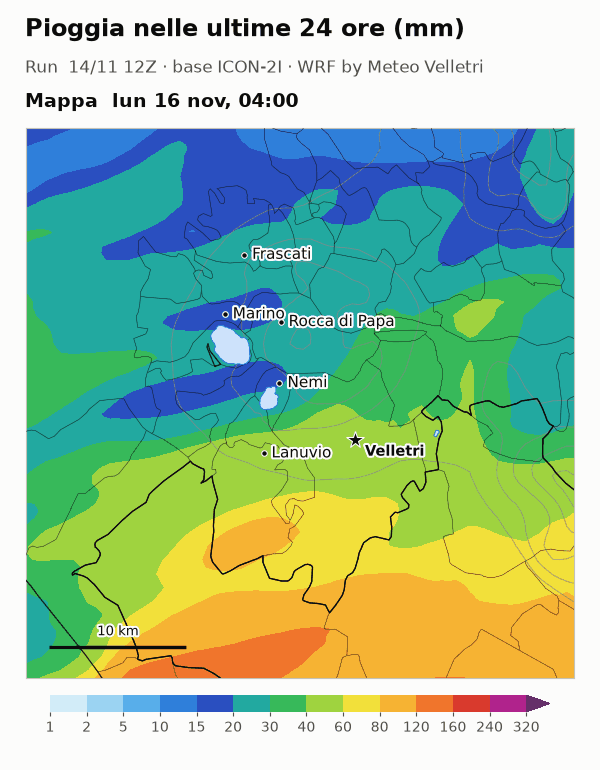 Pioggia nelle ultime 24 ore (mm)
Run  14/11 12Z · base ICON-2I · WRF by Meteo Velletri
Mappa  lun 16 nov, 04:00
Frascati
Marino
Rocca di Papa
Nemi
Velletri
Lanuvio
10 km
1 2 5 10 15 20 30 40 60 80 120 160 240 320